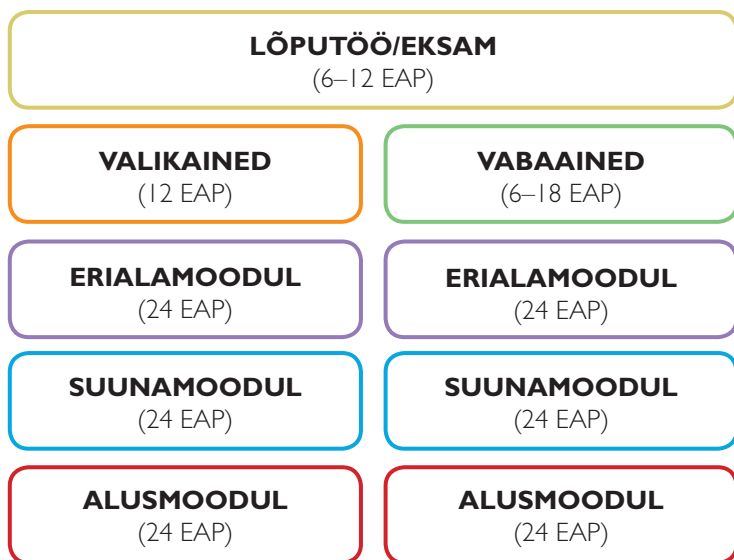 LÕPUTÖÖ/EKSAM
(6–12 EAP)
VALIKAINED
(12 EAP)
VABAAINED
(6–18 EAP)
ERIALAMOODUL
(24 EAP)
ERIALAMOODUL
(24 EAP)
SUUNAMOODUL
(24 EAP)
SUUNAMOODUL
(24 EAP)
ALUSMOODUL
(24 EAP)
ALUSMOODUL
(24 EAP)